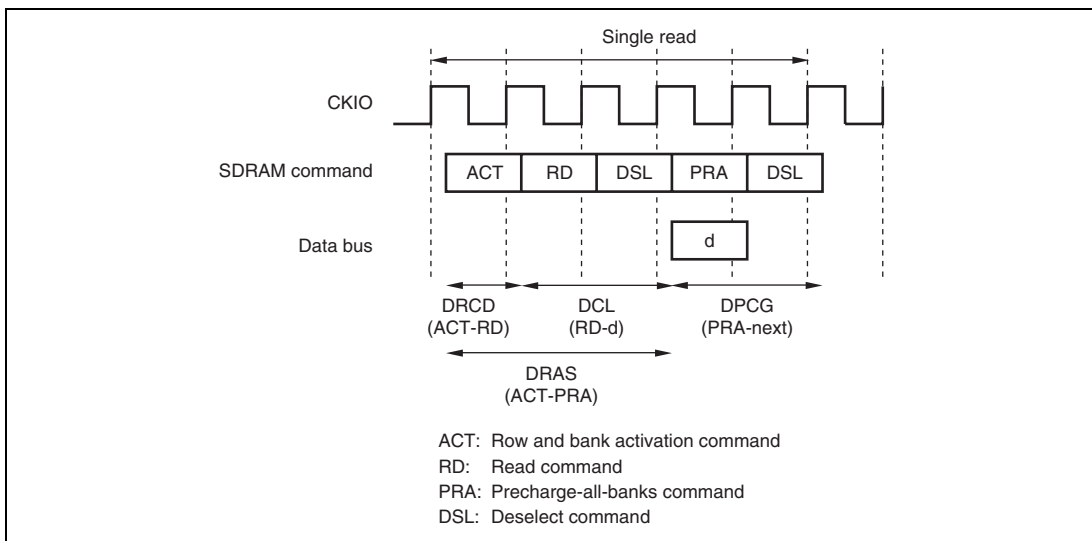 Single read
CKIO
SDRAM command
ACT RD DSL PRA DSL
Data bus
d
DRCD DCL DPCG
(ACT-RD) (RD-d) (PRA-next)
DRAS
(ACT-PRA)
ACT: Row and bank activation command
RD: Read command
PRA: Precharge-all-banks command
DSL: Deselect command